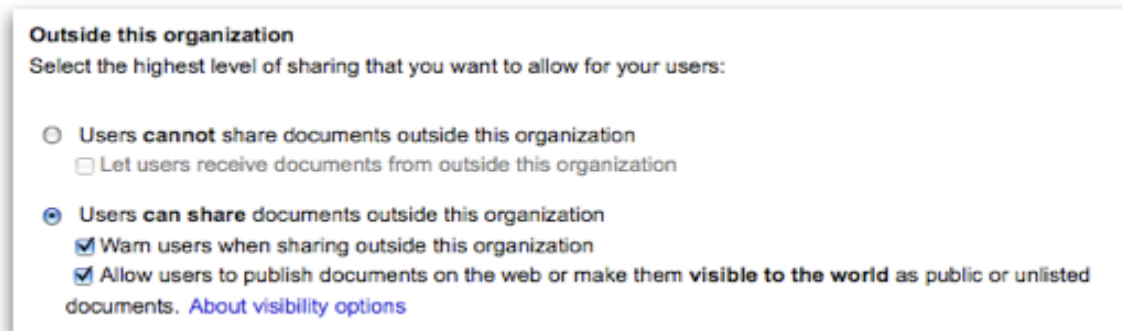 Outside this organization
Select the highest level of sharing that you want to allow for your users:
Users cannot share documents outside this organization
Let users receive documents from outside this organization
Users can share documents outside this organization
Warn users when sharing outside this organization
Allow users to publish documents on the web or make them visible to the world as public or unlisted
documents. About visibility options